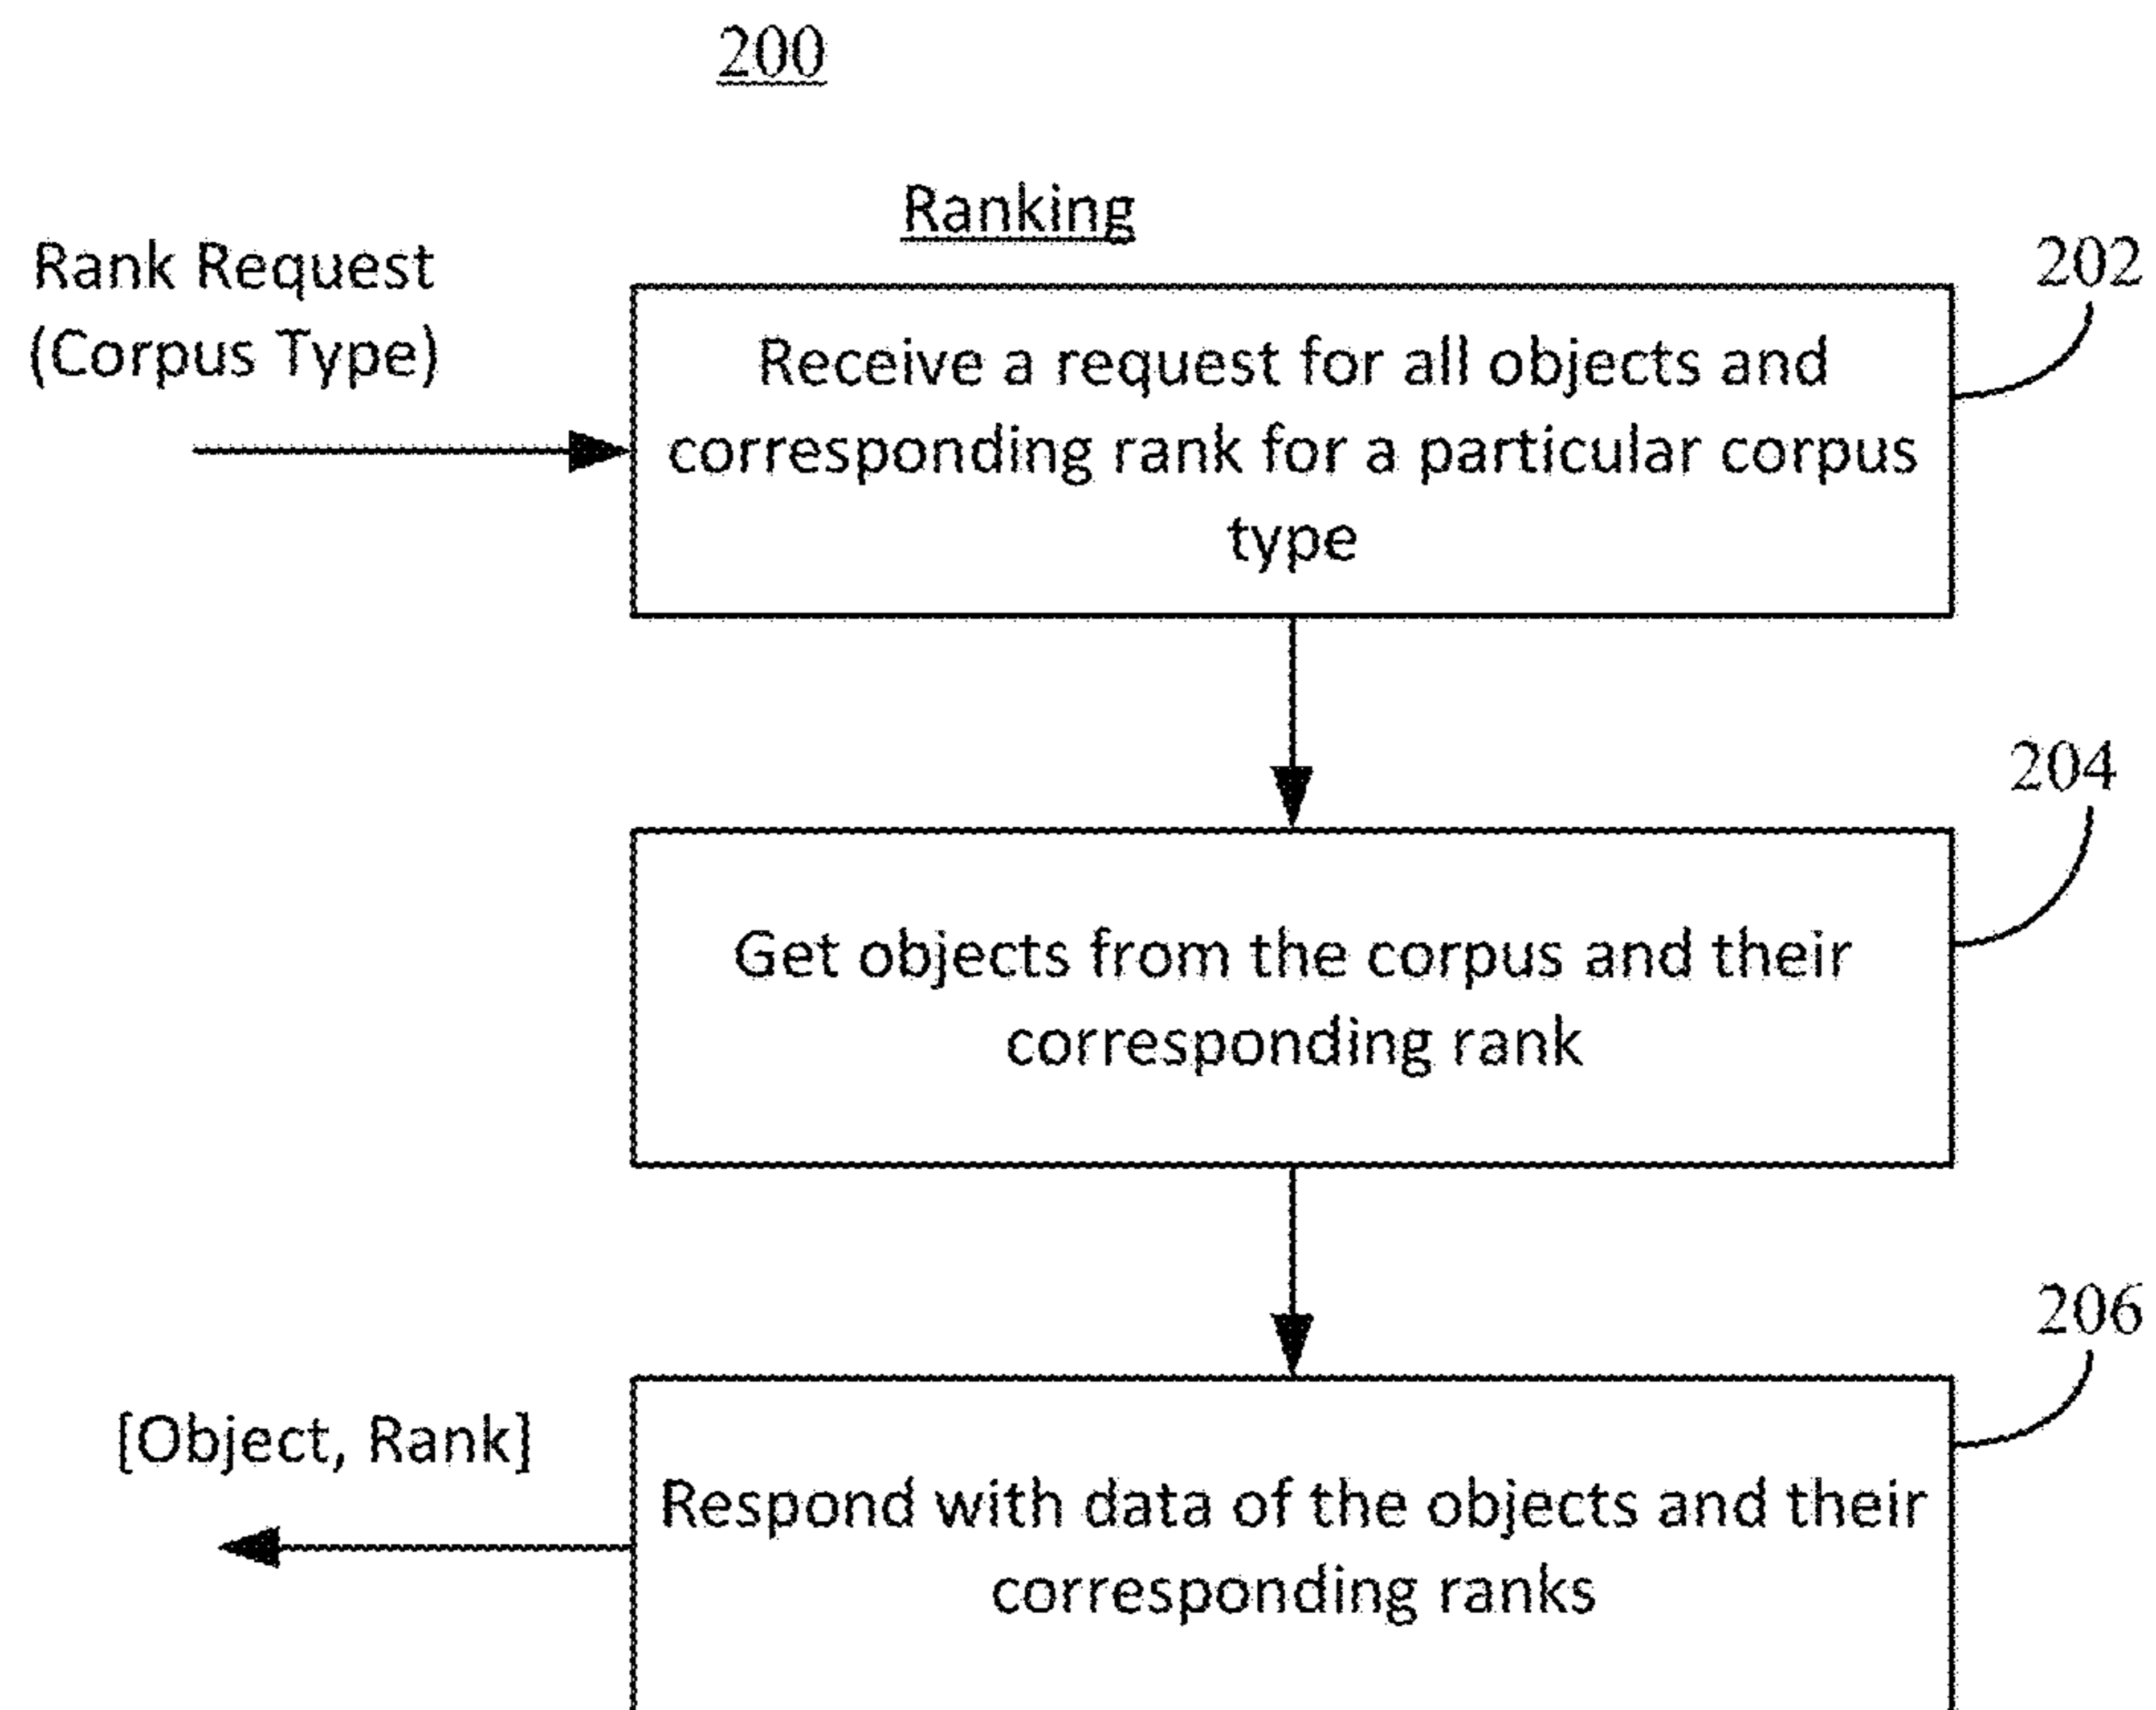 200
Ranking
Rank Request
(Corpus Type)
202
Receive a request for all objects and
corresponding rank for a particular corpus
type
204
Get objects from the corpus and their
corresponding rank
206
[Object, Rank]
Respond with data of the objects and their
corresponding ranks